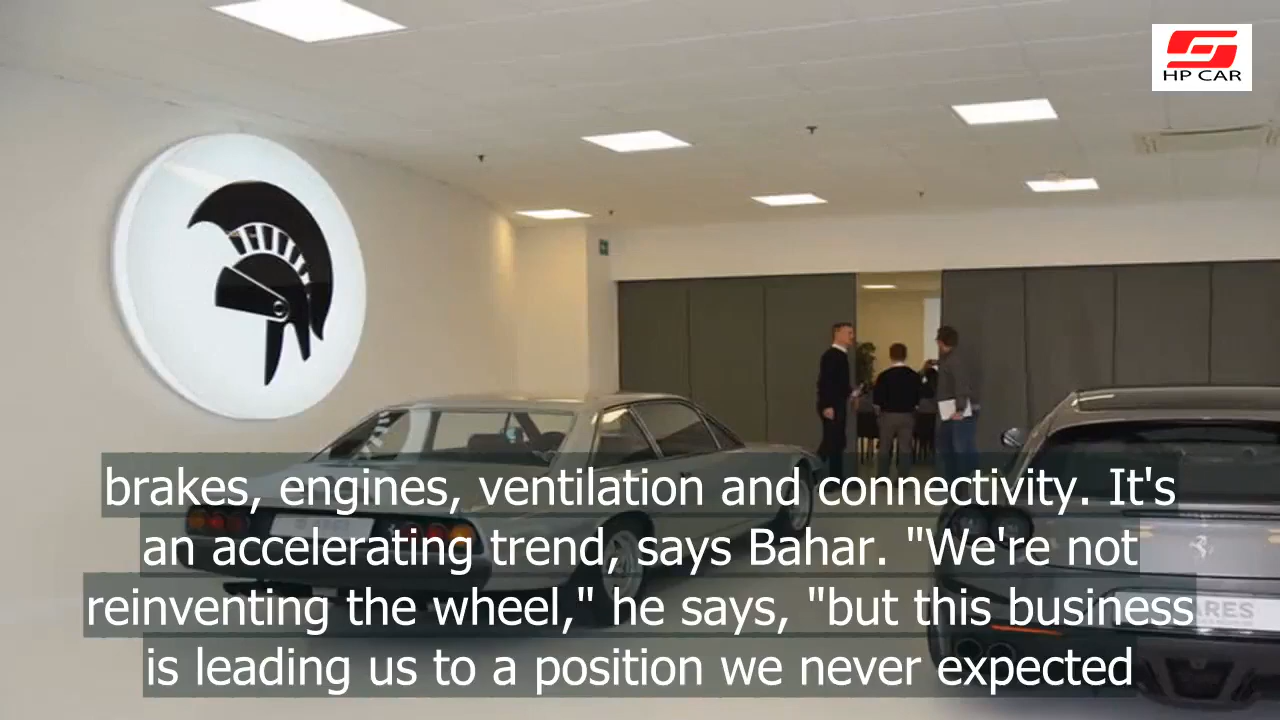 HP CAR
brakes, engines, ventilation and connectivity. It's
an accelerating trend, says Bahar. "We're not
reinventing the wheel," he says, "but this business
ARES
is leading us to a position we never expected